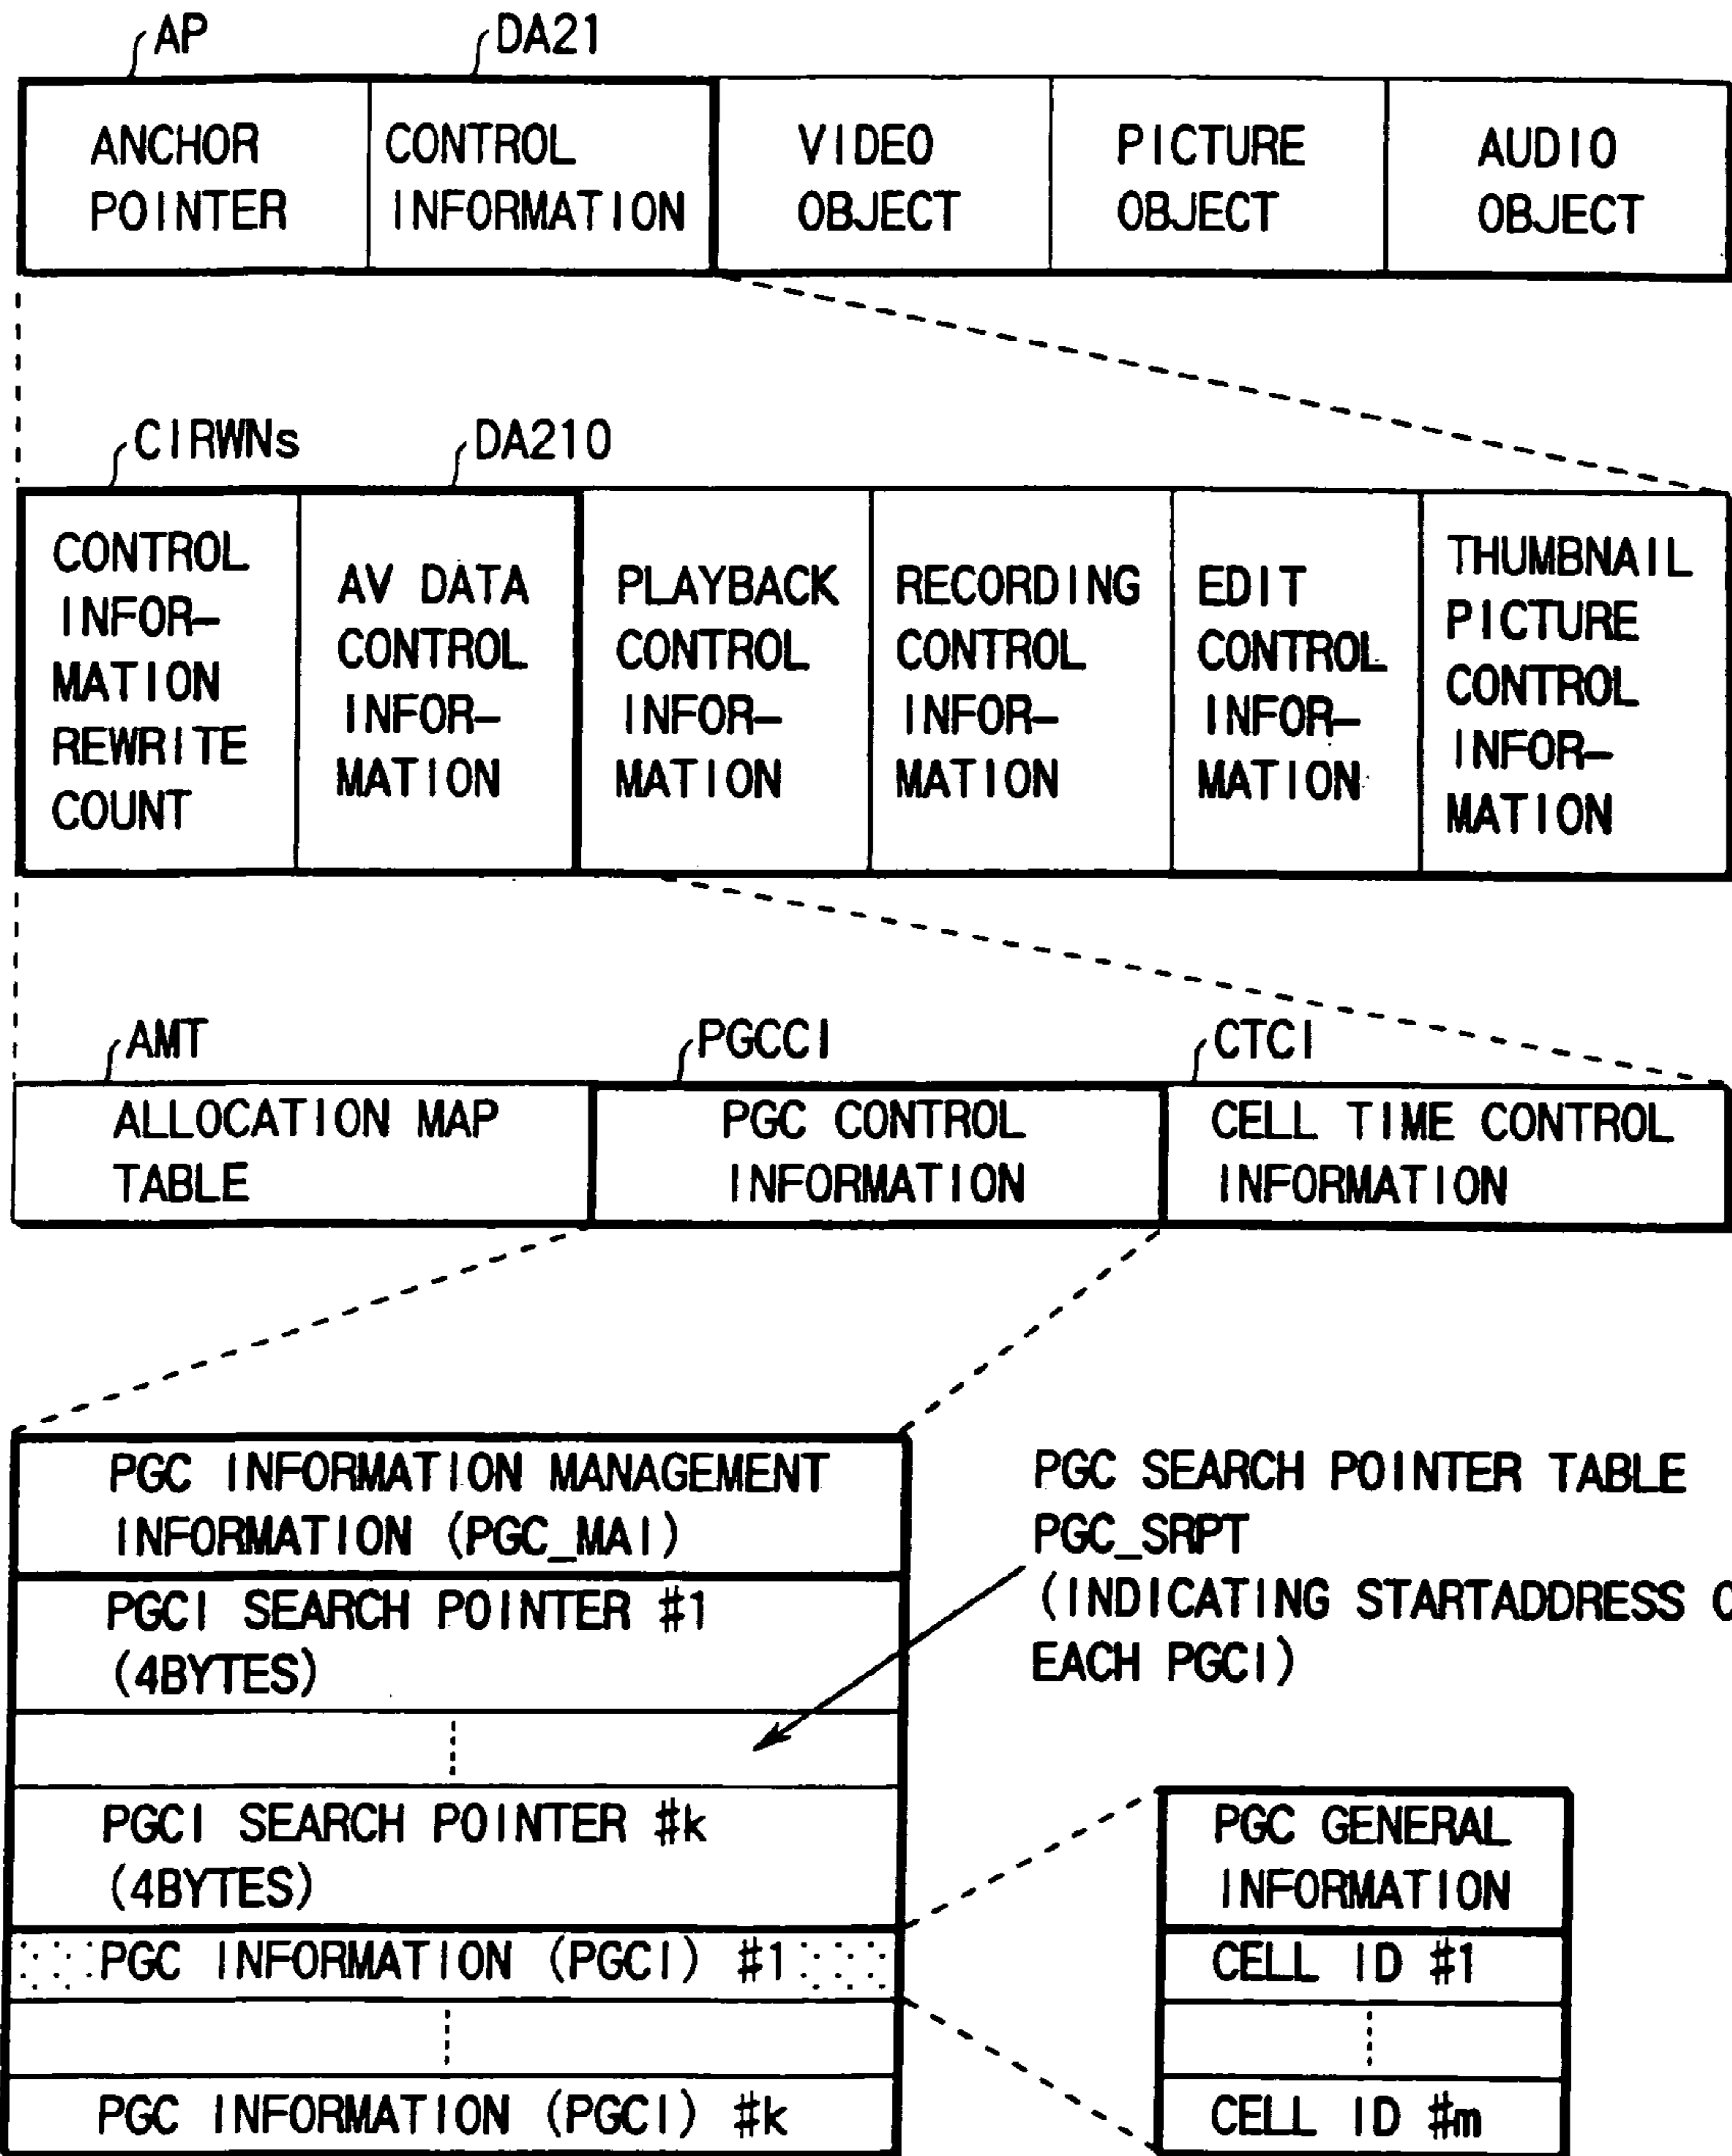 AP
DA21
ANCHOR
POINTER
CONTROL
INFORMATION
VIDEO
OBJECT
PICTURE
OBJECT
AUDIO
OBJECT
CIRWNs
DA210
CONTROL
INFOR-
MATION
REWRITE
COUNT
AV DATA
CONTROL
INFOR-
MATION
PLAYBACK
CONTROL
INFOR-
MATION
RECORDING
CONTROL
INFOR-
MATION
EDIT
CONTROL
INFOR-
MATION
THUMBNAIL
PICTURE
CONTROL
INFOR-
MATION
AMT
PGCCI
CTCI
ALLOCATION MAP
TABLE
PGC CONTROL
INFORMATION
CELL TIME CONTROL
INFORMATION
PGC INFORMATION MANAGEMENT
INFORMATION (PGC_MAI)
PGCI SEARCH POINTER #1
(4BYTES)
PGCI SEARCH POINTER #k
(4BYTES)
PGC INFORMATION (PGCI) #1
PGC INFORMATION (PGCI) #k
PGC SEARCH POINTER TABLE
PGC_SRPT
(INDICATING STARTADDRESS
EACH PGCI)
PGC GENERAL
INFORMATION
CELL ID #1
CELL ID #m